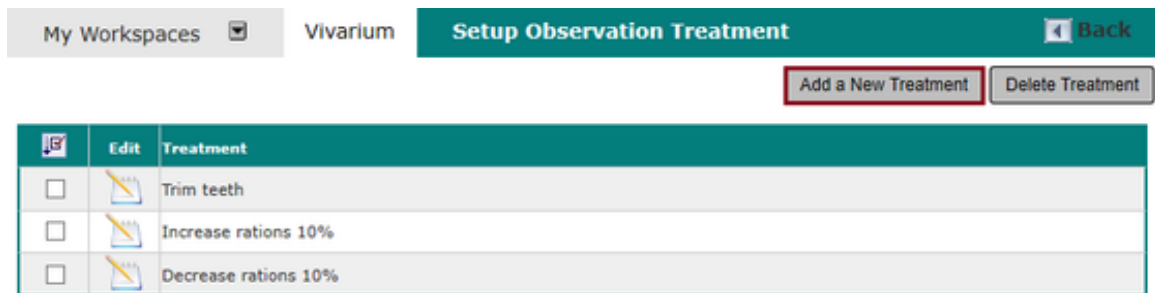 My Workspaces Vivarium Setup Observation Treatment Back
Add a New Treatment Delete Treatment
Edit Treatment
Trim teeth
Increase rations 10%
Decrease rations 10%